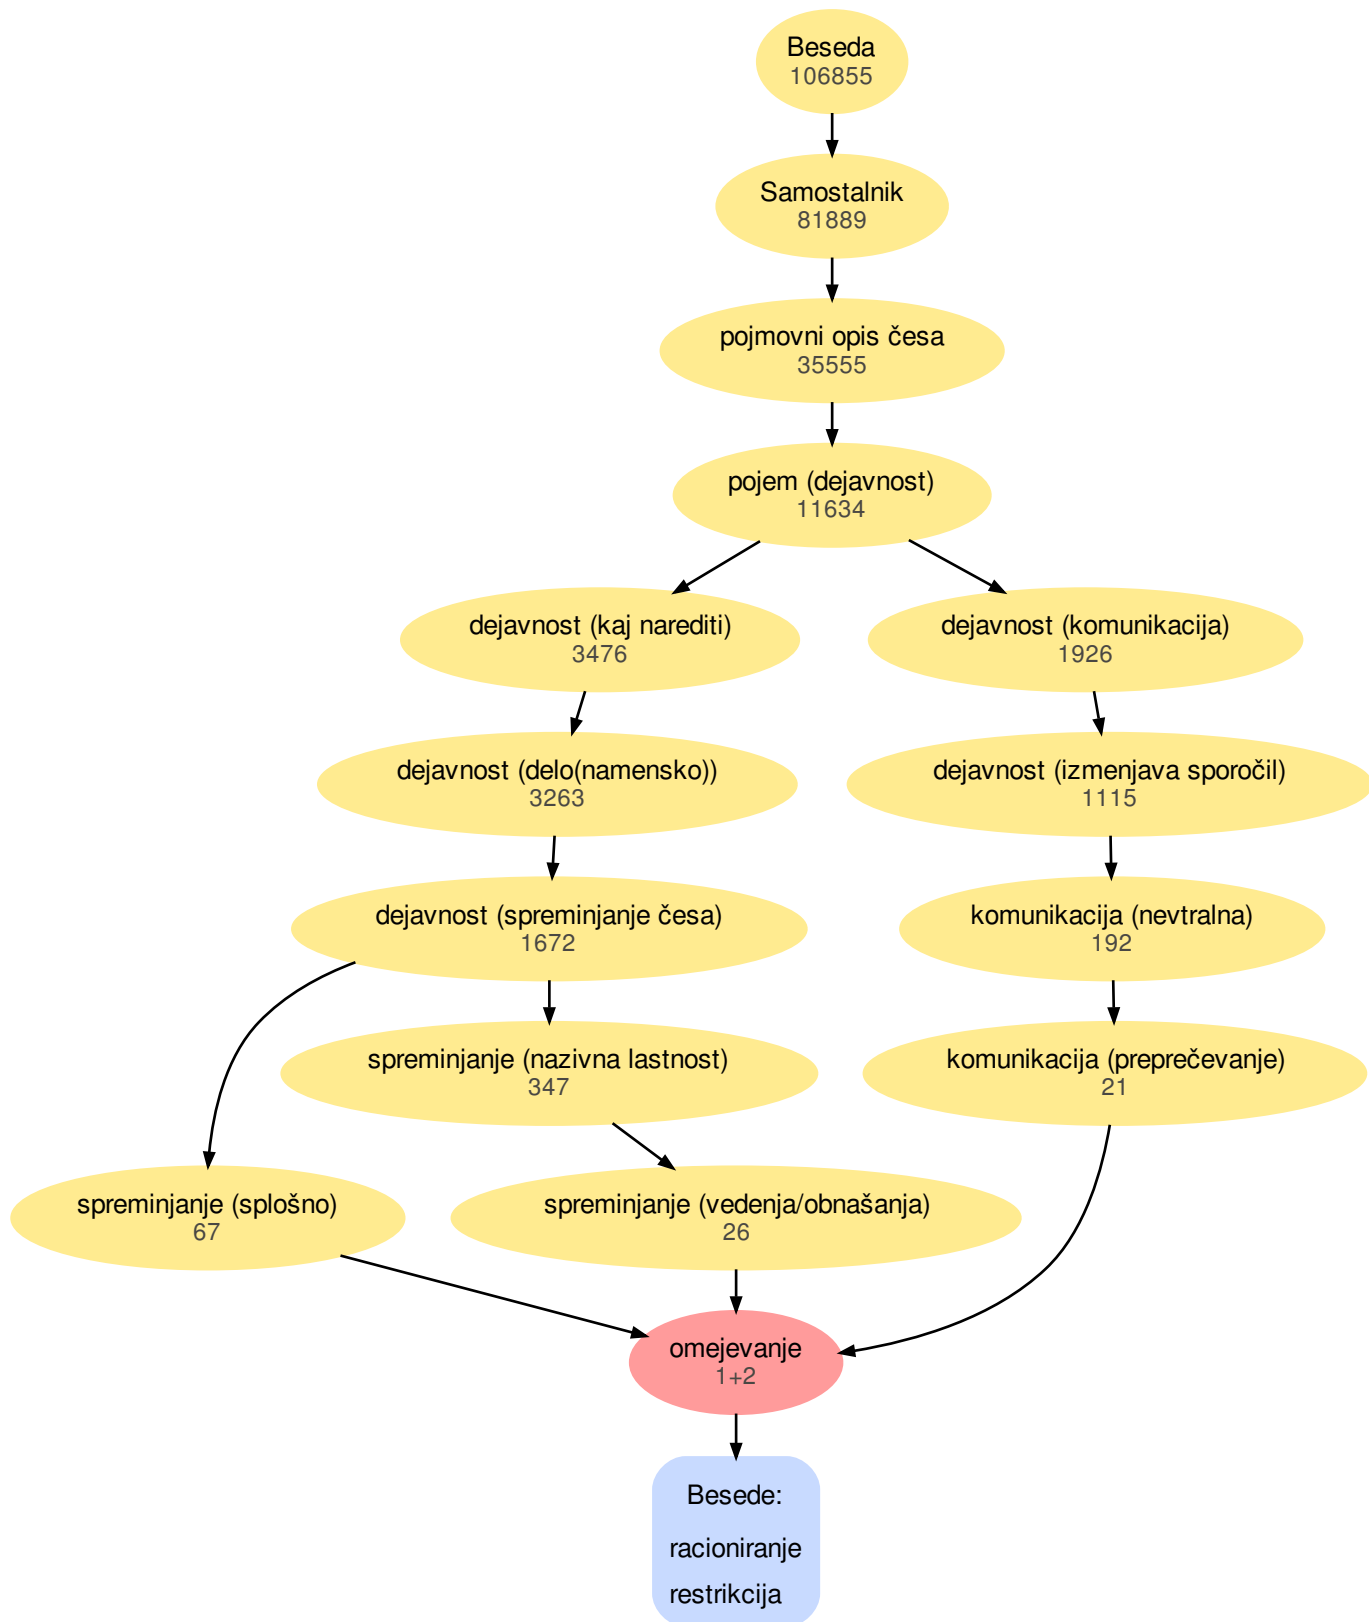 Beseda
106855
Samostalnik
81889
pojmovni opis česa
35555
pojem (dejavnost)
11634
dejavnost (kaj narediti)
3476
dejavnost (komunikacija)
1926
dejavnost (delo(namensko))
3263
dejavnost (izmenjava sporočil)
1115
dejavnost (spreminjanje česa)
1672
komunikacija (nevtralna)
192
spreminjanje (nazivna lastnost)
347
komunikacija (preprečevanje)
21
spreminjanje (splošno)
67
spreminjanje (vedenja/obnašanja)
26
omejevanje
1+2
Besede:
racioniranje
restrikcija